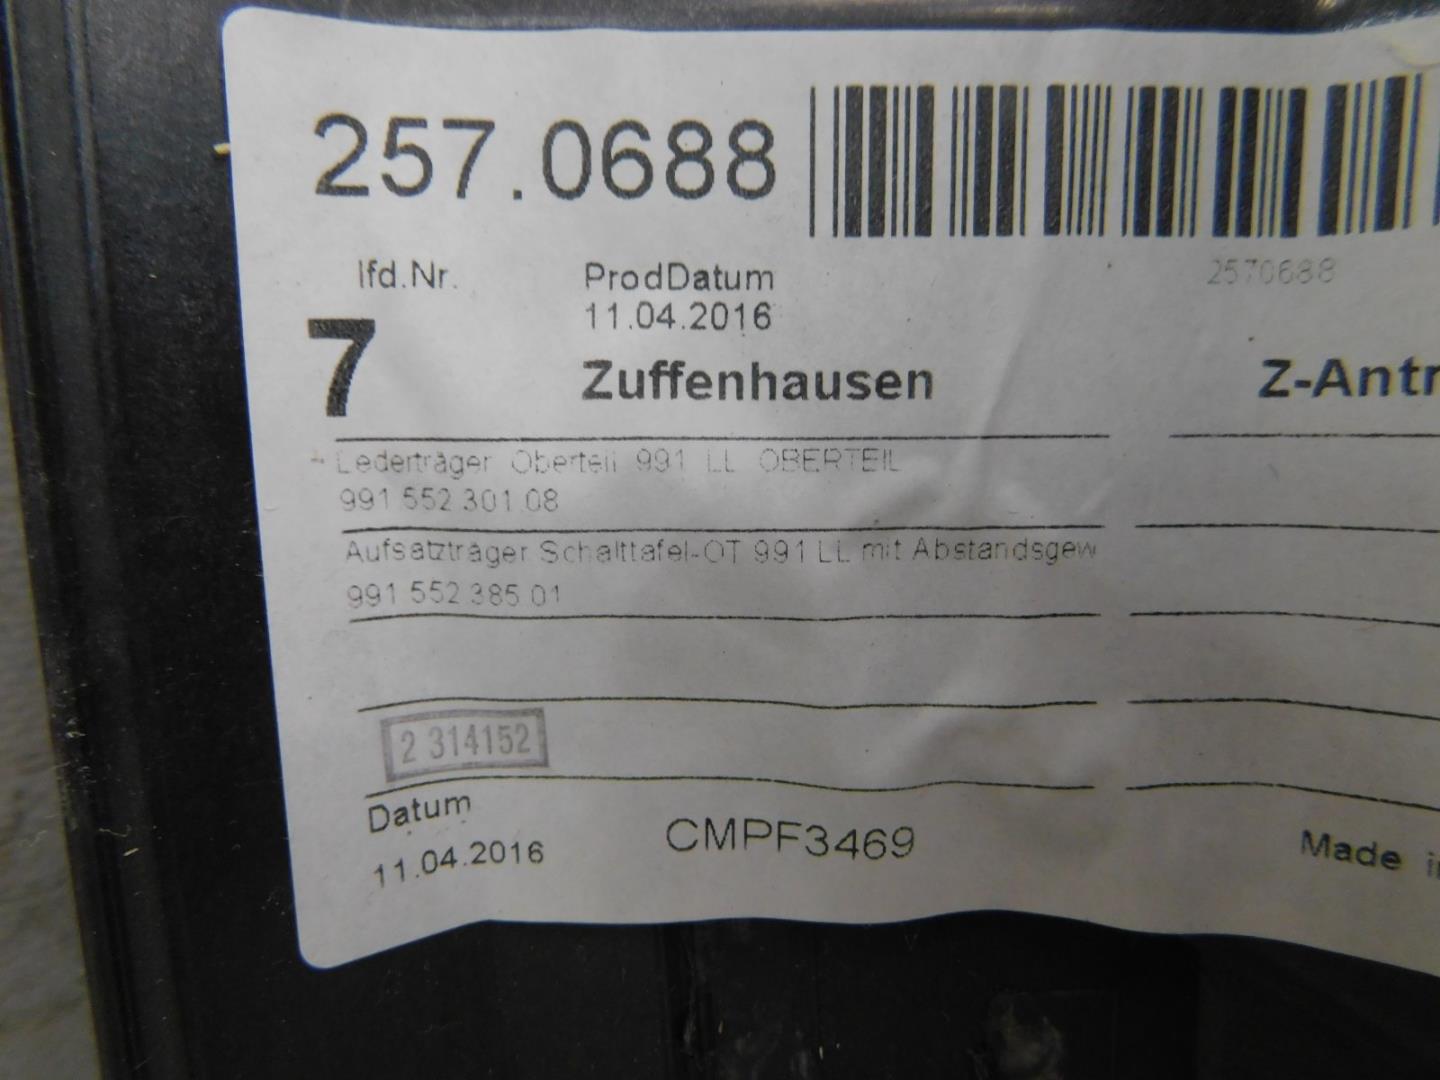 257.0688
2570688
lfd.Nr.
ProdDatum
11.04.2016
7
Zuffenhausen
Z-Antr
Lederträger Oberteil 991 LL OBERTEIL
991 552 301 08
Aufsatzträger Schalttafel-OT 991 LL mit Abstandsgew
991 552 385 01
2 314152
Datum
11.04.2016
CMPF3469
Made i